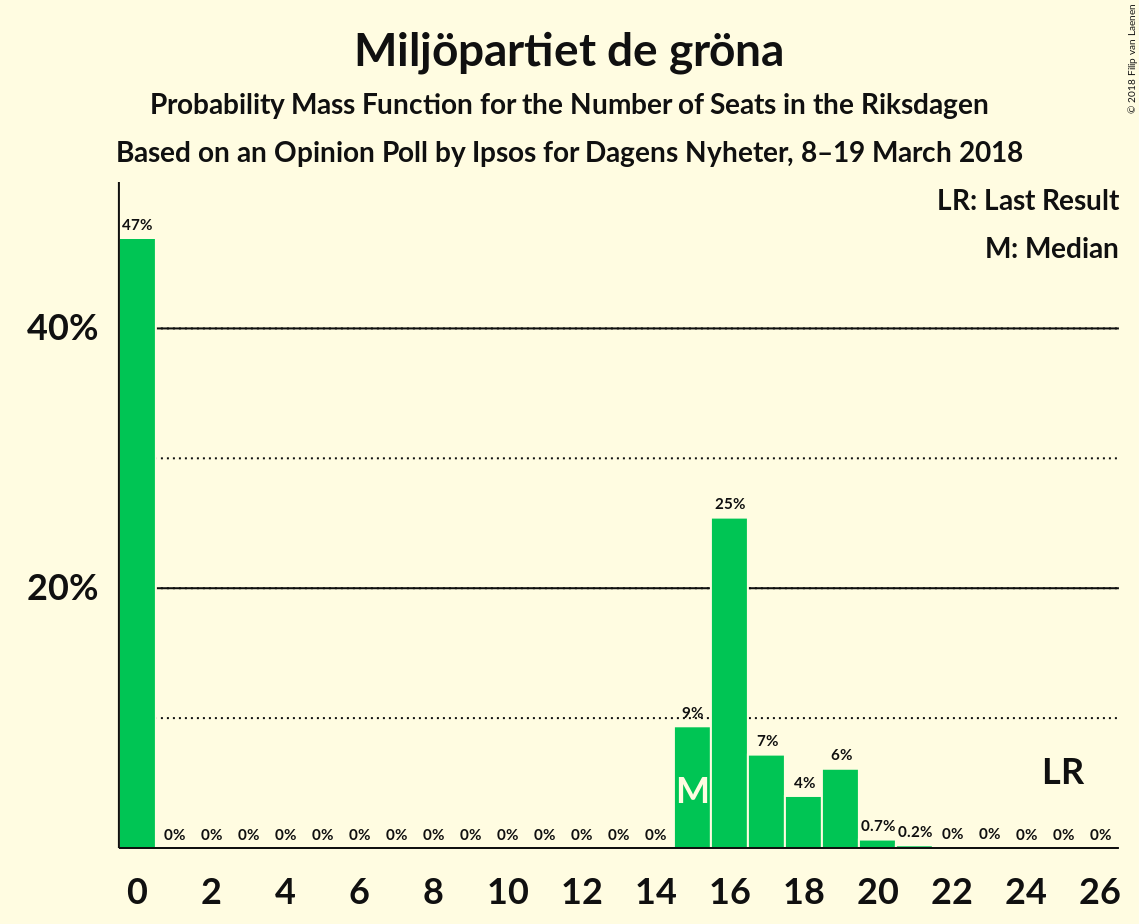 Miljöpartiet de gröna
Probability Mass Function for the Number of Seats in the Riksdagen
Based on an Opinion Poll by Ipsos for Dagens Nyheter, 8–19 March 2018
© 2018 Filip van Laenen
LR: Last Result
M: Median
47%
40%
25%
20%
9%
7%
6%
4%
M
LR
0% 0% 0% 0% 0% 0% 0% 0% 0% 0% 0% 0% 0% 0% 0.7% 0.2% 0% 0% 0% 0% 0%
0 2 4 6 8 10 12 14 16 18 20 22 24 26